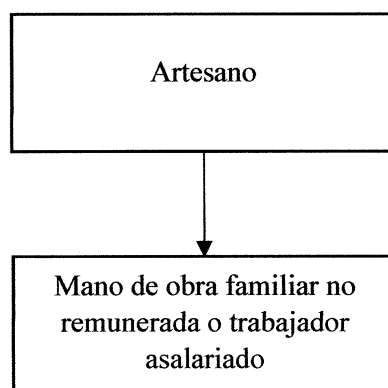 Artesano
Mano de obra familiar no
remunerada o trabajador
asalariado